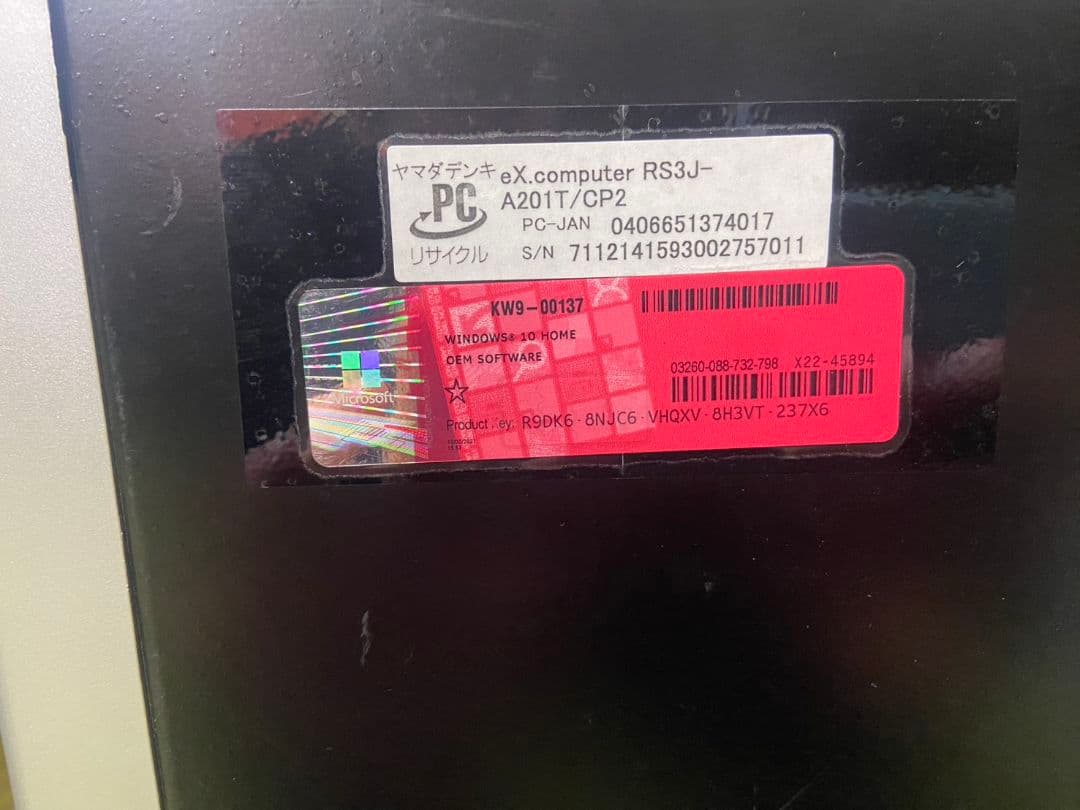 ヤマダデンキ eX.computer RS3J-
PC A201T/CP2
PC-JAN 0406651374017
リサイクル S/N 7112141593002757011
KW9-00137
WINDOWS® 10 HOME
OEM SOFTWARE
03260-088-732-798 X22-45894
Microsoft
Product Key: R9DK6-8NJC6-VHQXV-8H3VT-237X6